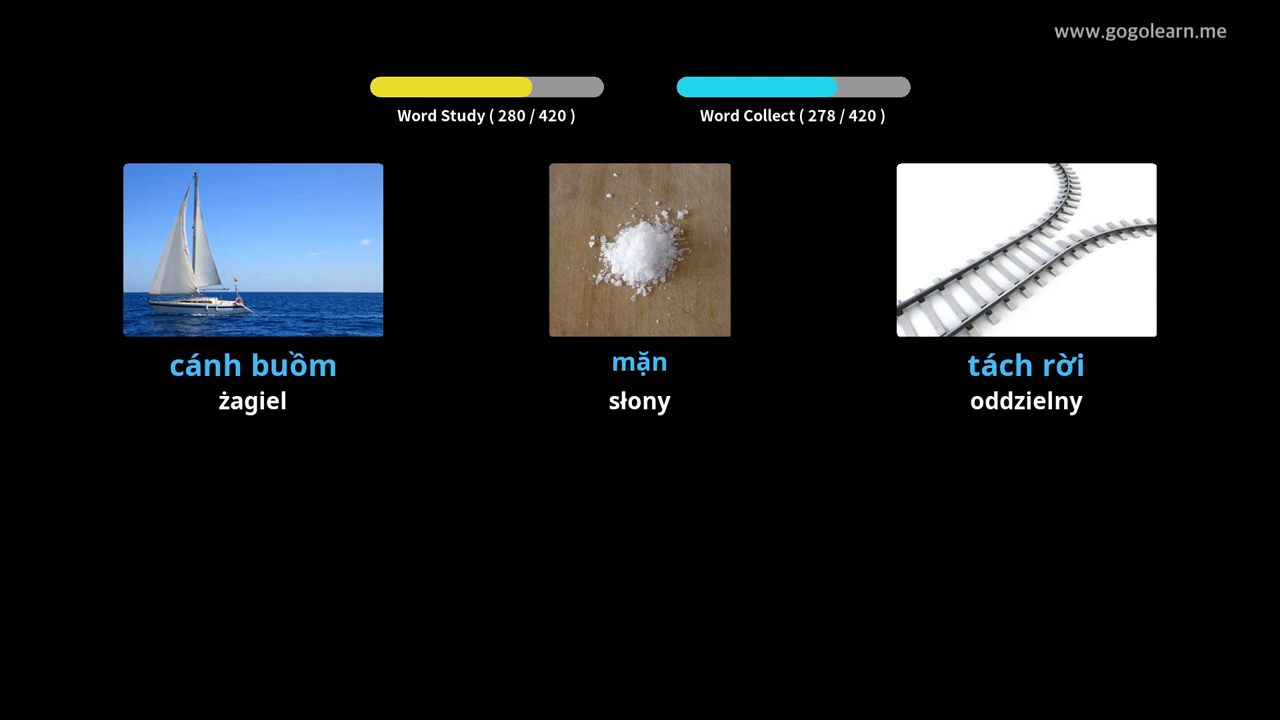 www.gogolearn.me
Word Study ( 280 / 420 )
Word Collect ( 278 / 420 )
cánh buồm
żagiel
mặn
słony
tách rời
oddzielny